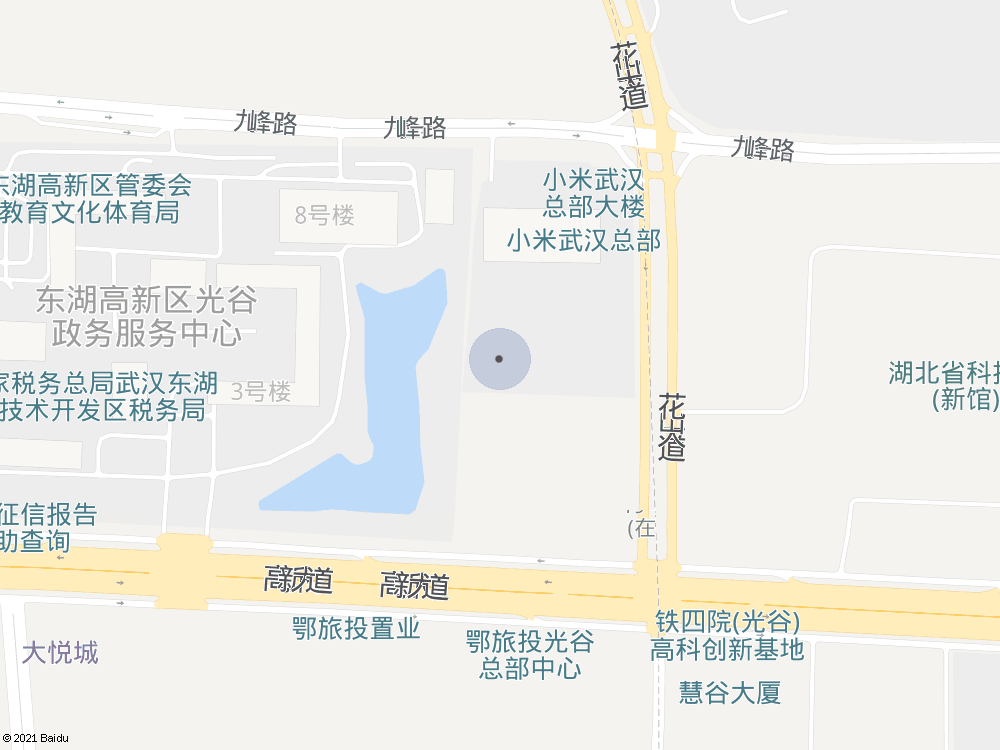 花山大道
九峰路
九峰路
九峰路
东湖高新区管委会
教育文化体育局
8号楼
小米武汉
总部大楼
小米武汉总部
东湖高新区光谷
政务服务中心
家税务总局武汉东湖
技术开发区税务局
3号楼
湖北省科技
(新馆)
花山大道
征信报告
助查询
(在
高新大道
高新大道
鄂旅投置业
鄂旅投光谷
总部中心
铁四院(光谷)
高科创新基地
大悦城
慧谷大厦
© 2021 Baidu